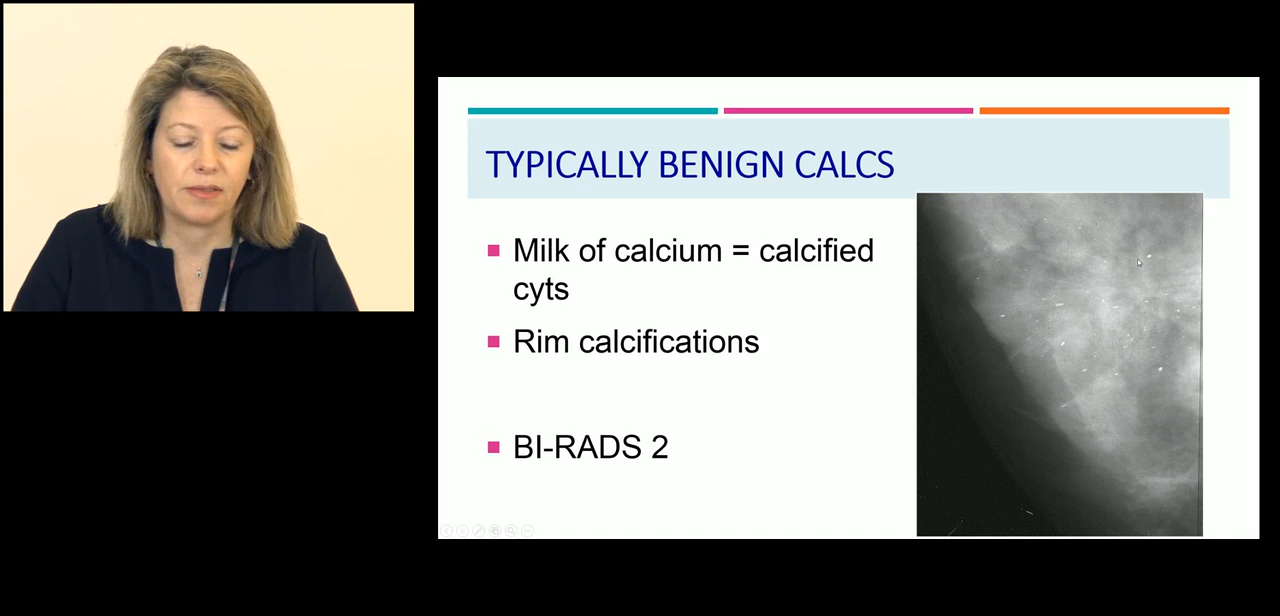 TYPICALLY BENIGN CALCS
Milk of calcium = calcified
cyts
Rim calcifications
BI-RADS 2